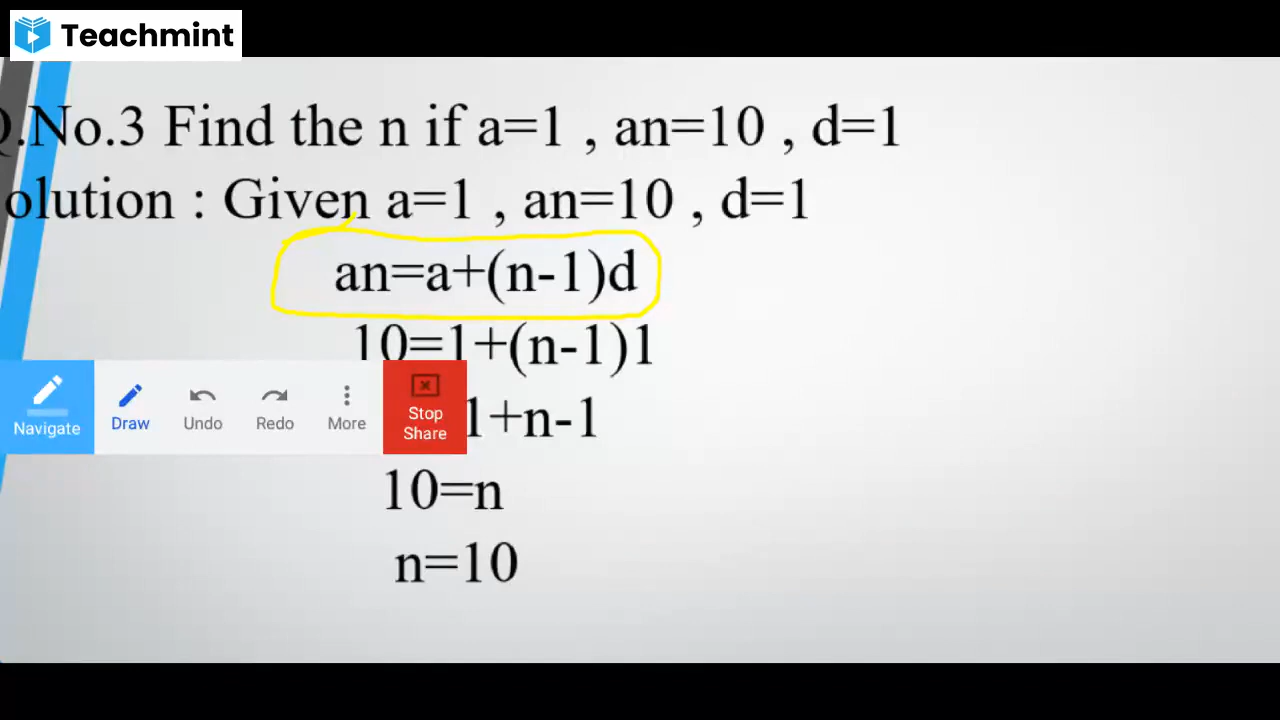 Teachmint
Q.No.3 Find the n if a=1 , an=10 , d=1
olution : Given a=1 , an=10 , d=1
an=a+(n-1)d
10=1+(n-1)1
1+n-1
Navigate
Draw
Undo
Redo
More
Stop
Share
10=n
n=10